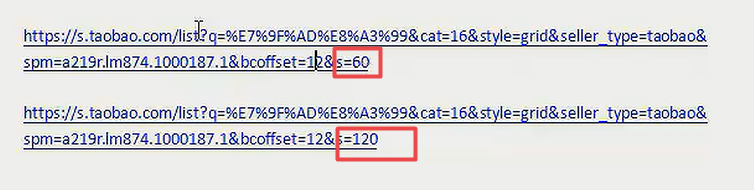 https://s.taobao.com/list?q=%E7%9F%AD%E8%A3%99&cat=16&style=grid&seller_type=taobao&
spm=a219r.lm874.1000187.1&bcoffset=12&s=60
https://s.taobao.com/list?q=%E7%9F%AD%E8%A3%99&cat=16&style=grid&seller_type=taobao&
spm=a219r.lm874.1000187.1&bcoffset=12&s=120